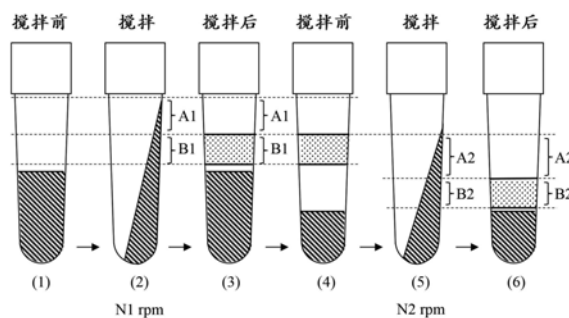 搅拌前 搅拌 搅拌后 搅拌前 搅拌 搅拌后
A1 A1
B1 B1 A2 A2
B2 B2
(1) (2) (3) (4) (5) (6)
N1 rpm N2 rpm